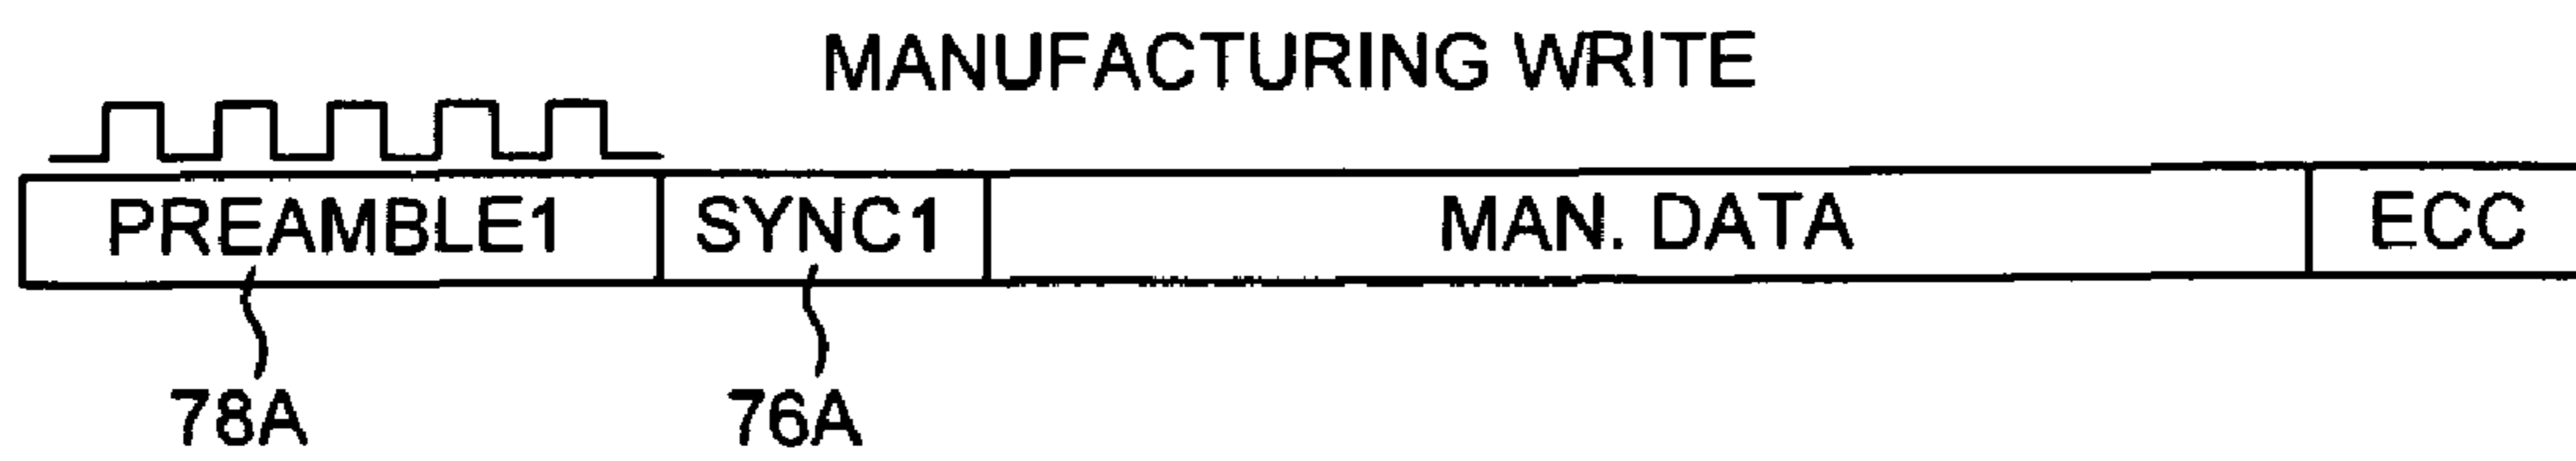 MANUFACTURING WRITE
PREAMBLE1 SYNC1 MAN. DATA ECC
78A 76A